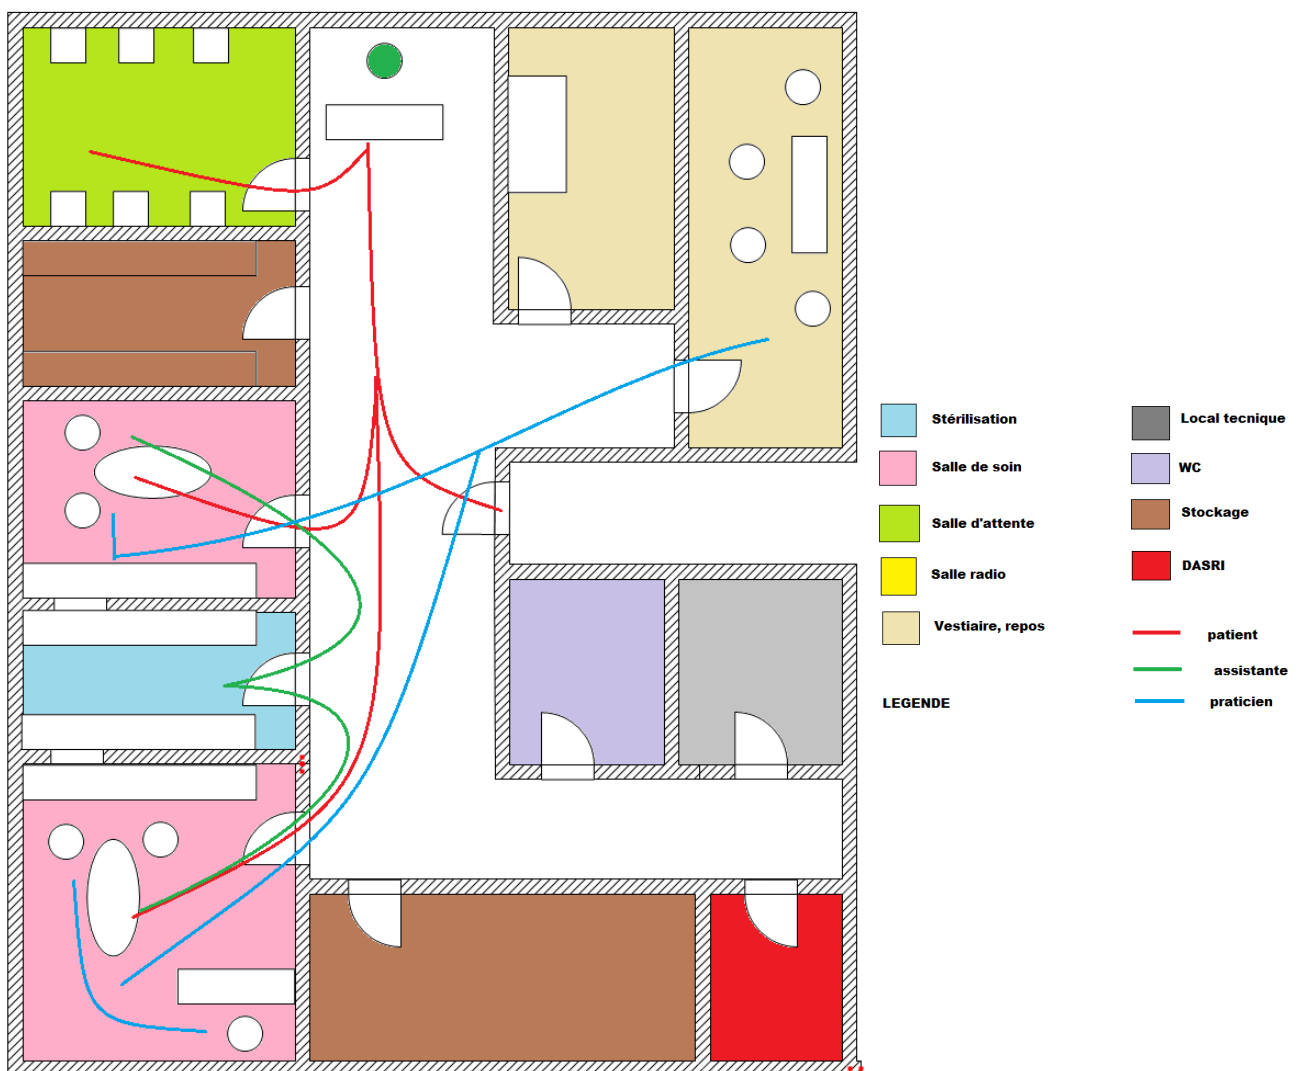 Stérilisation
Salle de soin
Salle d'attente
Salle radio
Vestiaire, repos
LEGENDE
Local tecnique
WC
Stockage
DASRI
patient
assistante
praticien